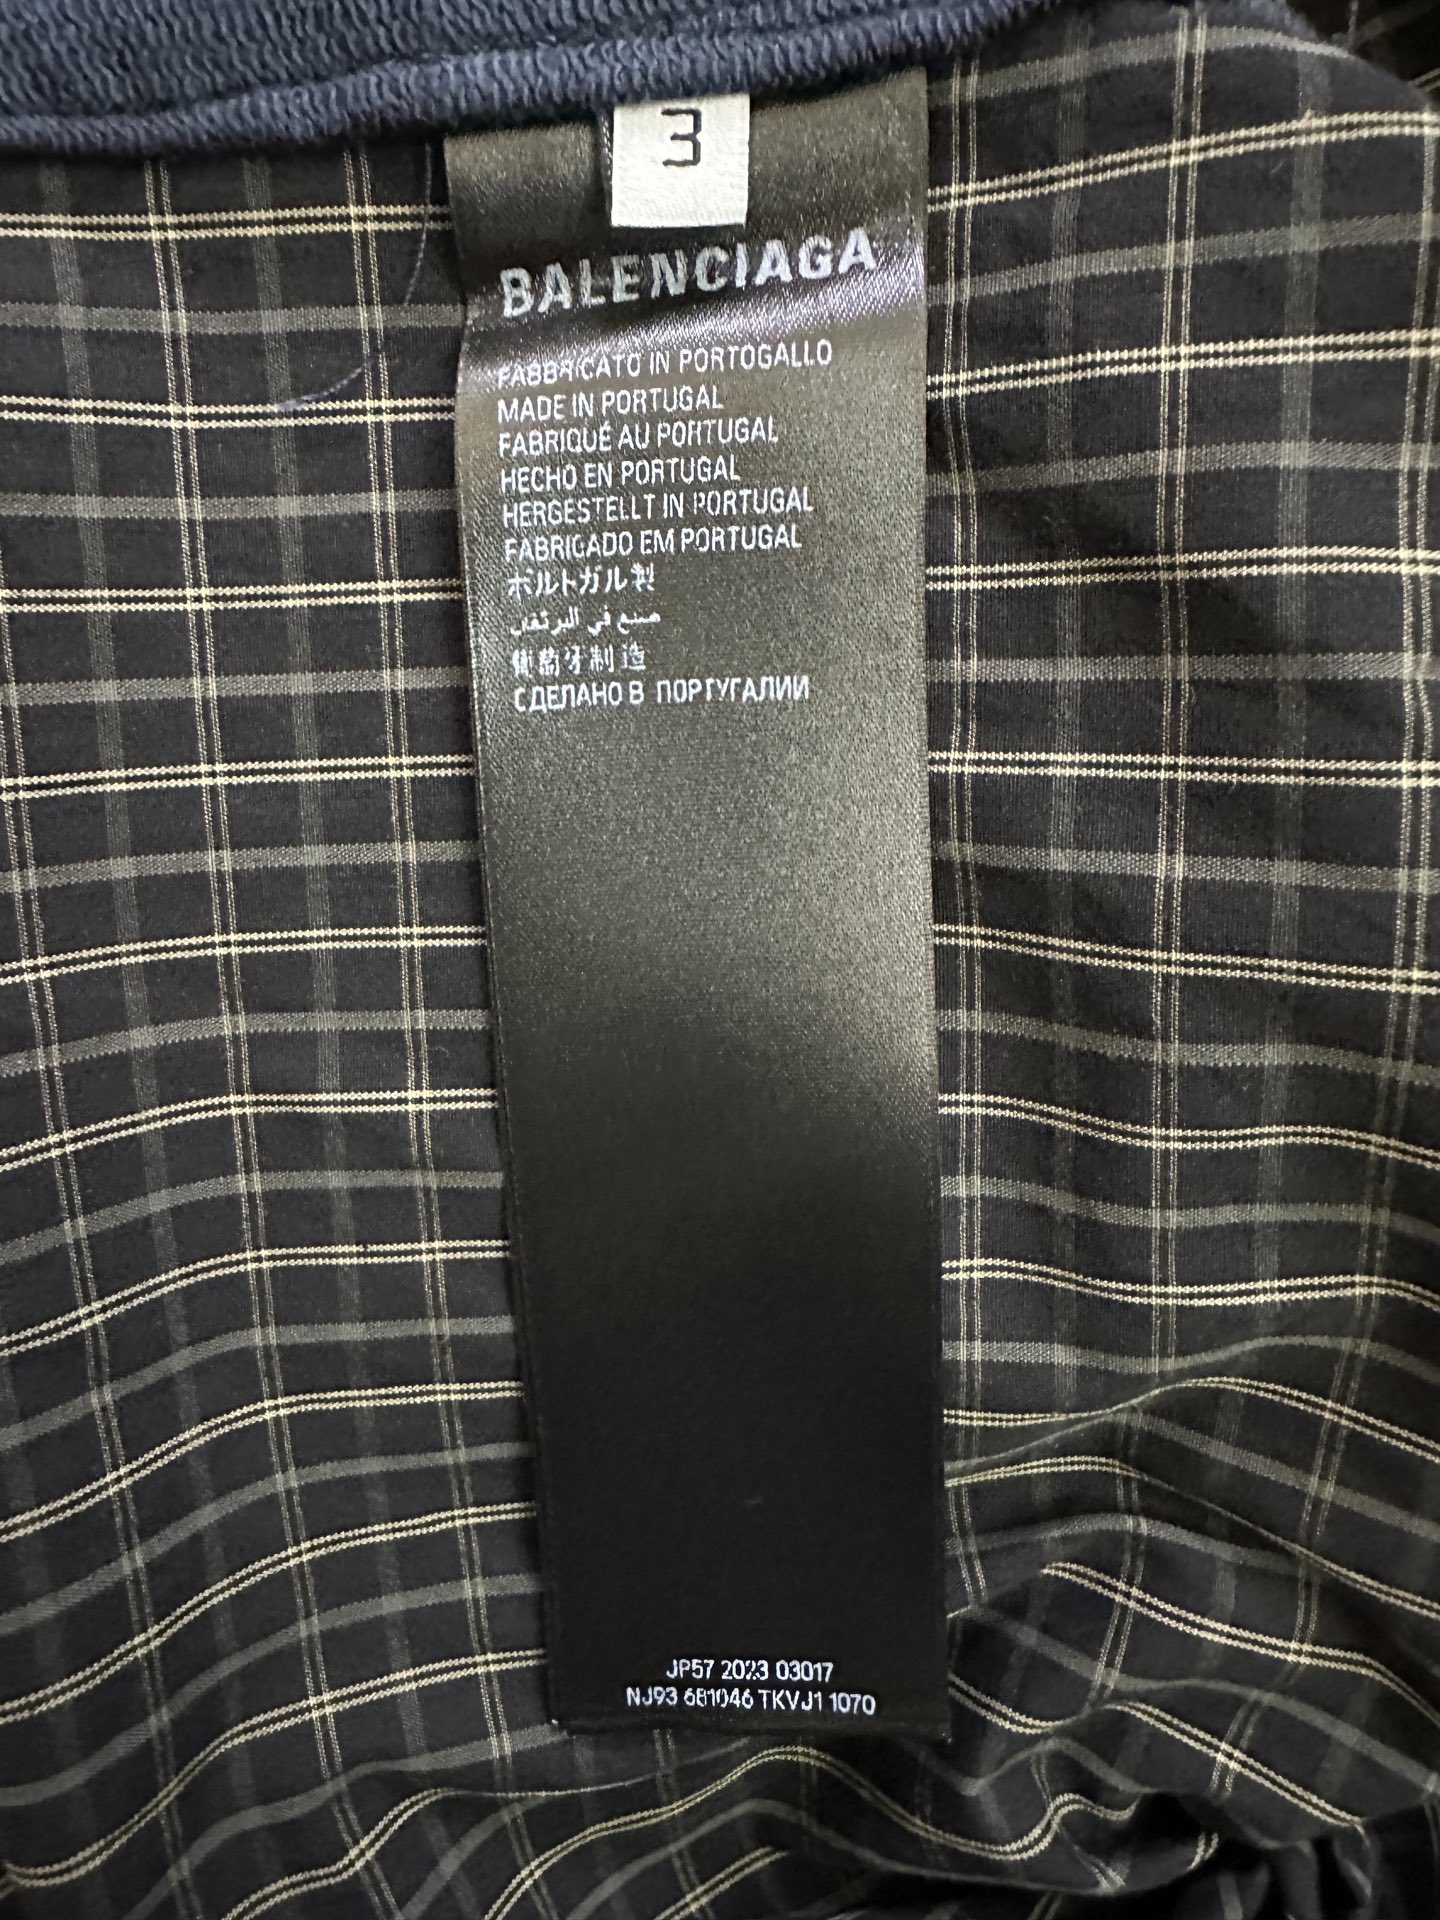 3
BALENCIAGA
FABBRICATO IN PORTOGALLO
MADE IN PORTUGAL
FABRIQUÉ AU PORTUGAL
HECHO EN PORTUGAL
HERGESTELLT IN PORTUGAL
FABRICADO EM PORTUGAL
ポルトガル製
صنع في البرتغال
葡萄牙制造
СДЕЛАНО В ПОРТУГАЛИИ
JP57 2023 03017
NJ93 681046 TKVJ1 1070